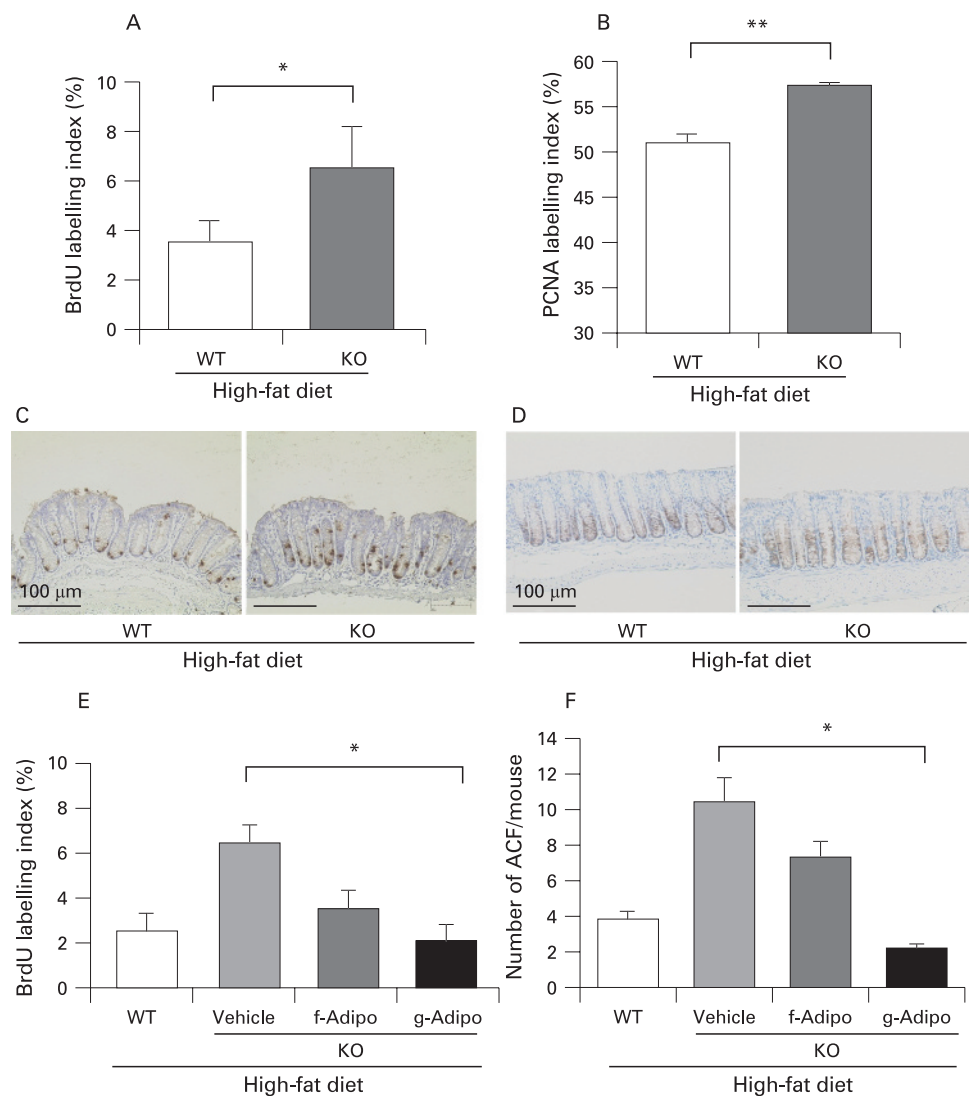 A
BrdU labelling index (%)
10
8
6
4
2
0
*
WT KO
High-fat diet
B
PCNA labelling index (%)
60
55
50
45
40
35
30
**
WT KO
High-fat diet
C
100 μm
WT KO
High-fat diet
D
100 μm
WT KO
High-fat diet
E
BrdU labelling index (%)
10
8
6
4
2
0
*
WT Vehicle f-Adipo g-Adipo
KO
High-fat diet
F
Number of ACF/mouse
14
12
10
8
6
4
2
0
*
WT Vehicle f-Adipo g-Adipo
KO
High-fat diet